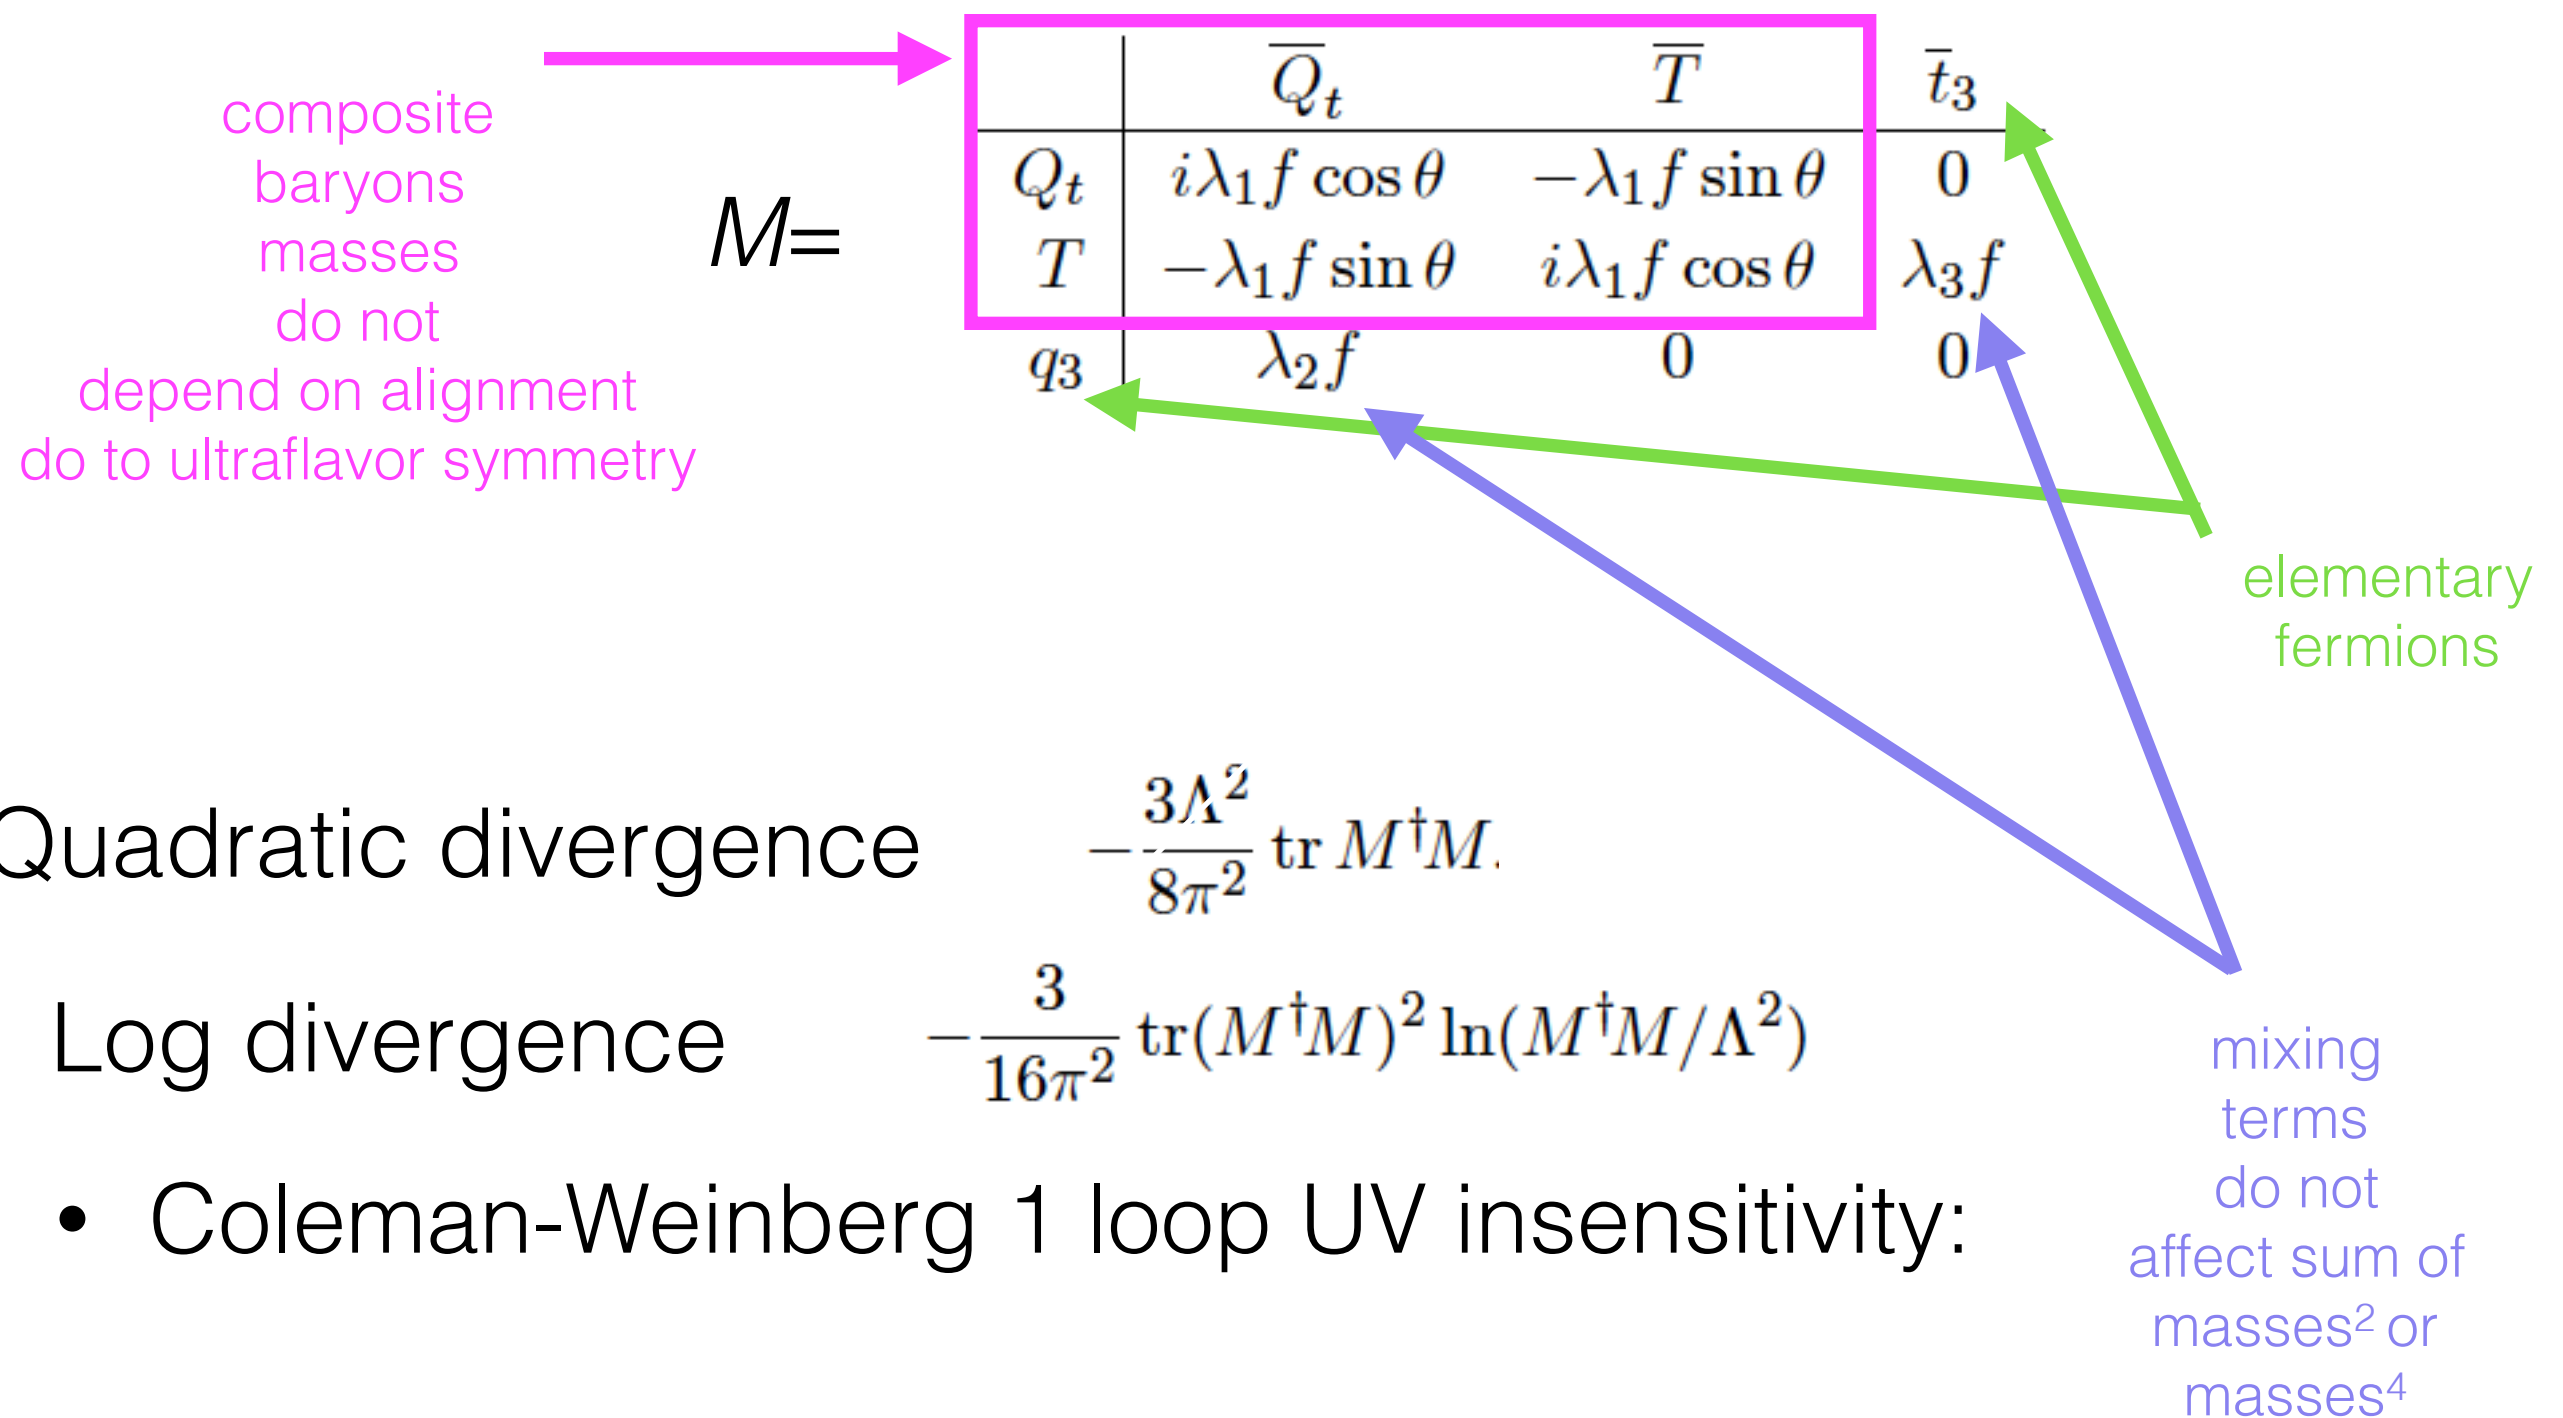 composite
baryons
masses
do not
depend on alignment
do to ultraflavor symmetry
M=
Q̅ₜ T̅ t̅₃
Qₜ iλ₁f cos θ −λ₁f sin θ 0
T −λ₁f sin θ iλ₁f cos θ λ₃f
q₃ λ₂f 0 0
elementary
fermions
Quadratic divergence −3Λ²/8π² tr M†M.
Log divergence −3/16π² tr(M†M)² ln(M†M/Λ²)
• Coleman-Weinberg 1 loop UV insensitivity:
mixing
terms
do not
affect sum of
masses² or
masses⁴